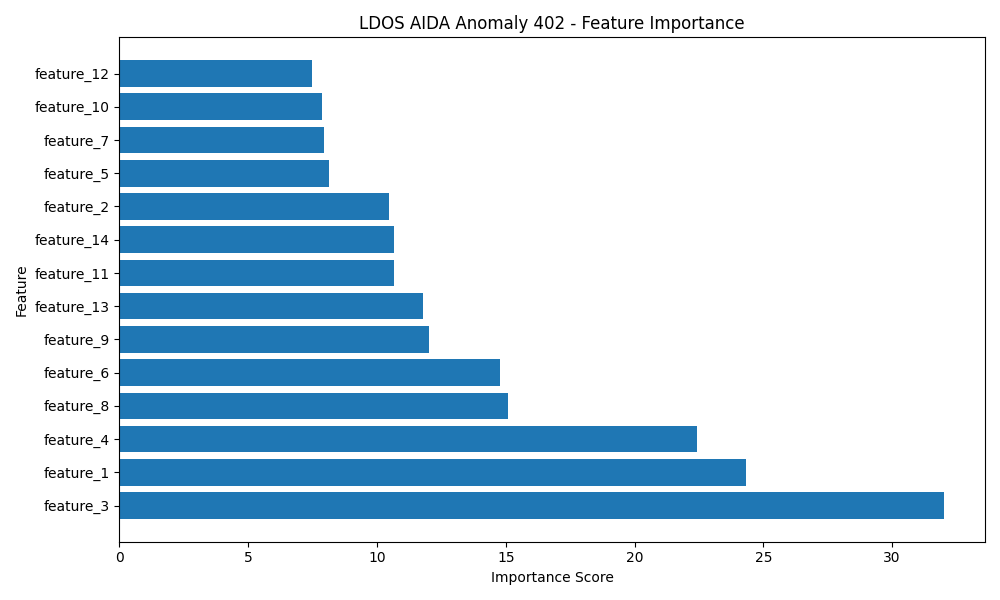 LDOS AIDA Anomaly 402 - Feature Importance
feature_12
feature_10
feature_7
feature_5
feature_2
feature_14
feature_11
feature_13
feature_9
feature_6
feature_8
feature_4
feature_1
feature_3
Feature
0 5 10 15 20 25 30
Importance Score